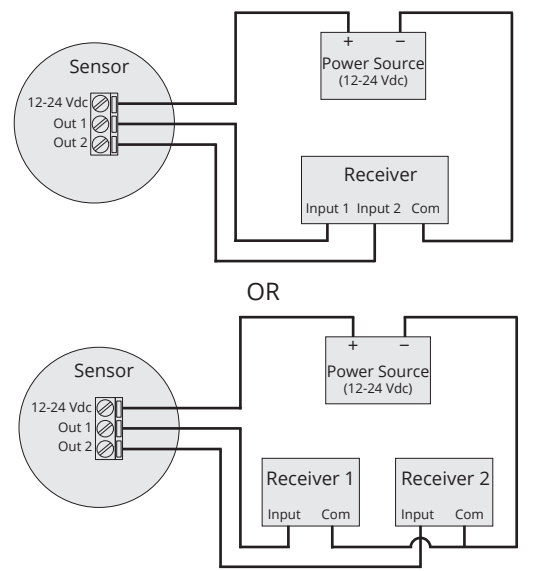 + −
Power Source
(12-24 Vdc)
Sensor
12-24 Vdc
Out 1
Out 2
Receiver
Input 1 Input 2 Com
OR
+ −
Power Source
(12-24 Vdc)
Sensor
12-24 Vdc
Out 1
Out 2
Receiver 1
Input Com
Receiver 2
Input Com